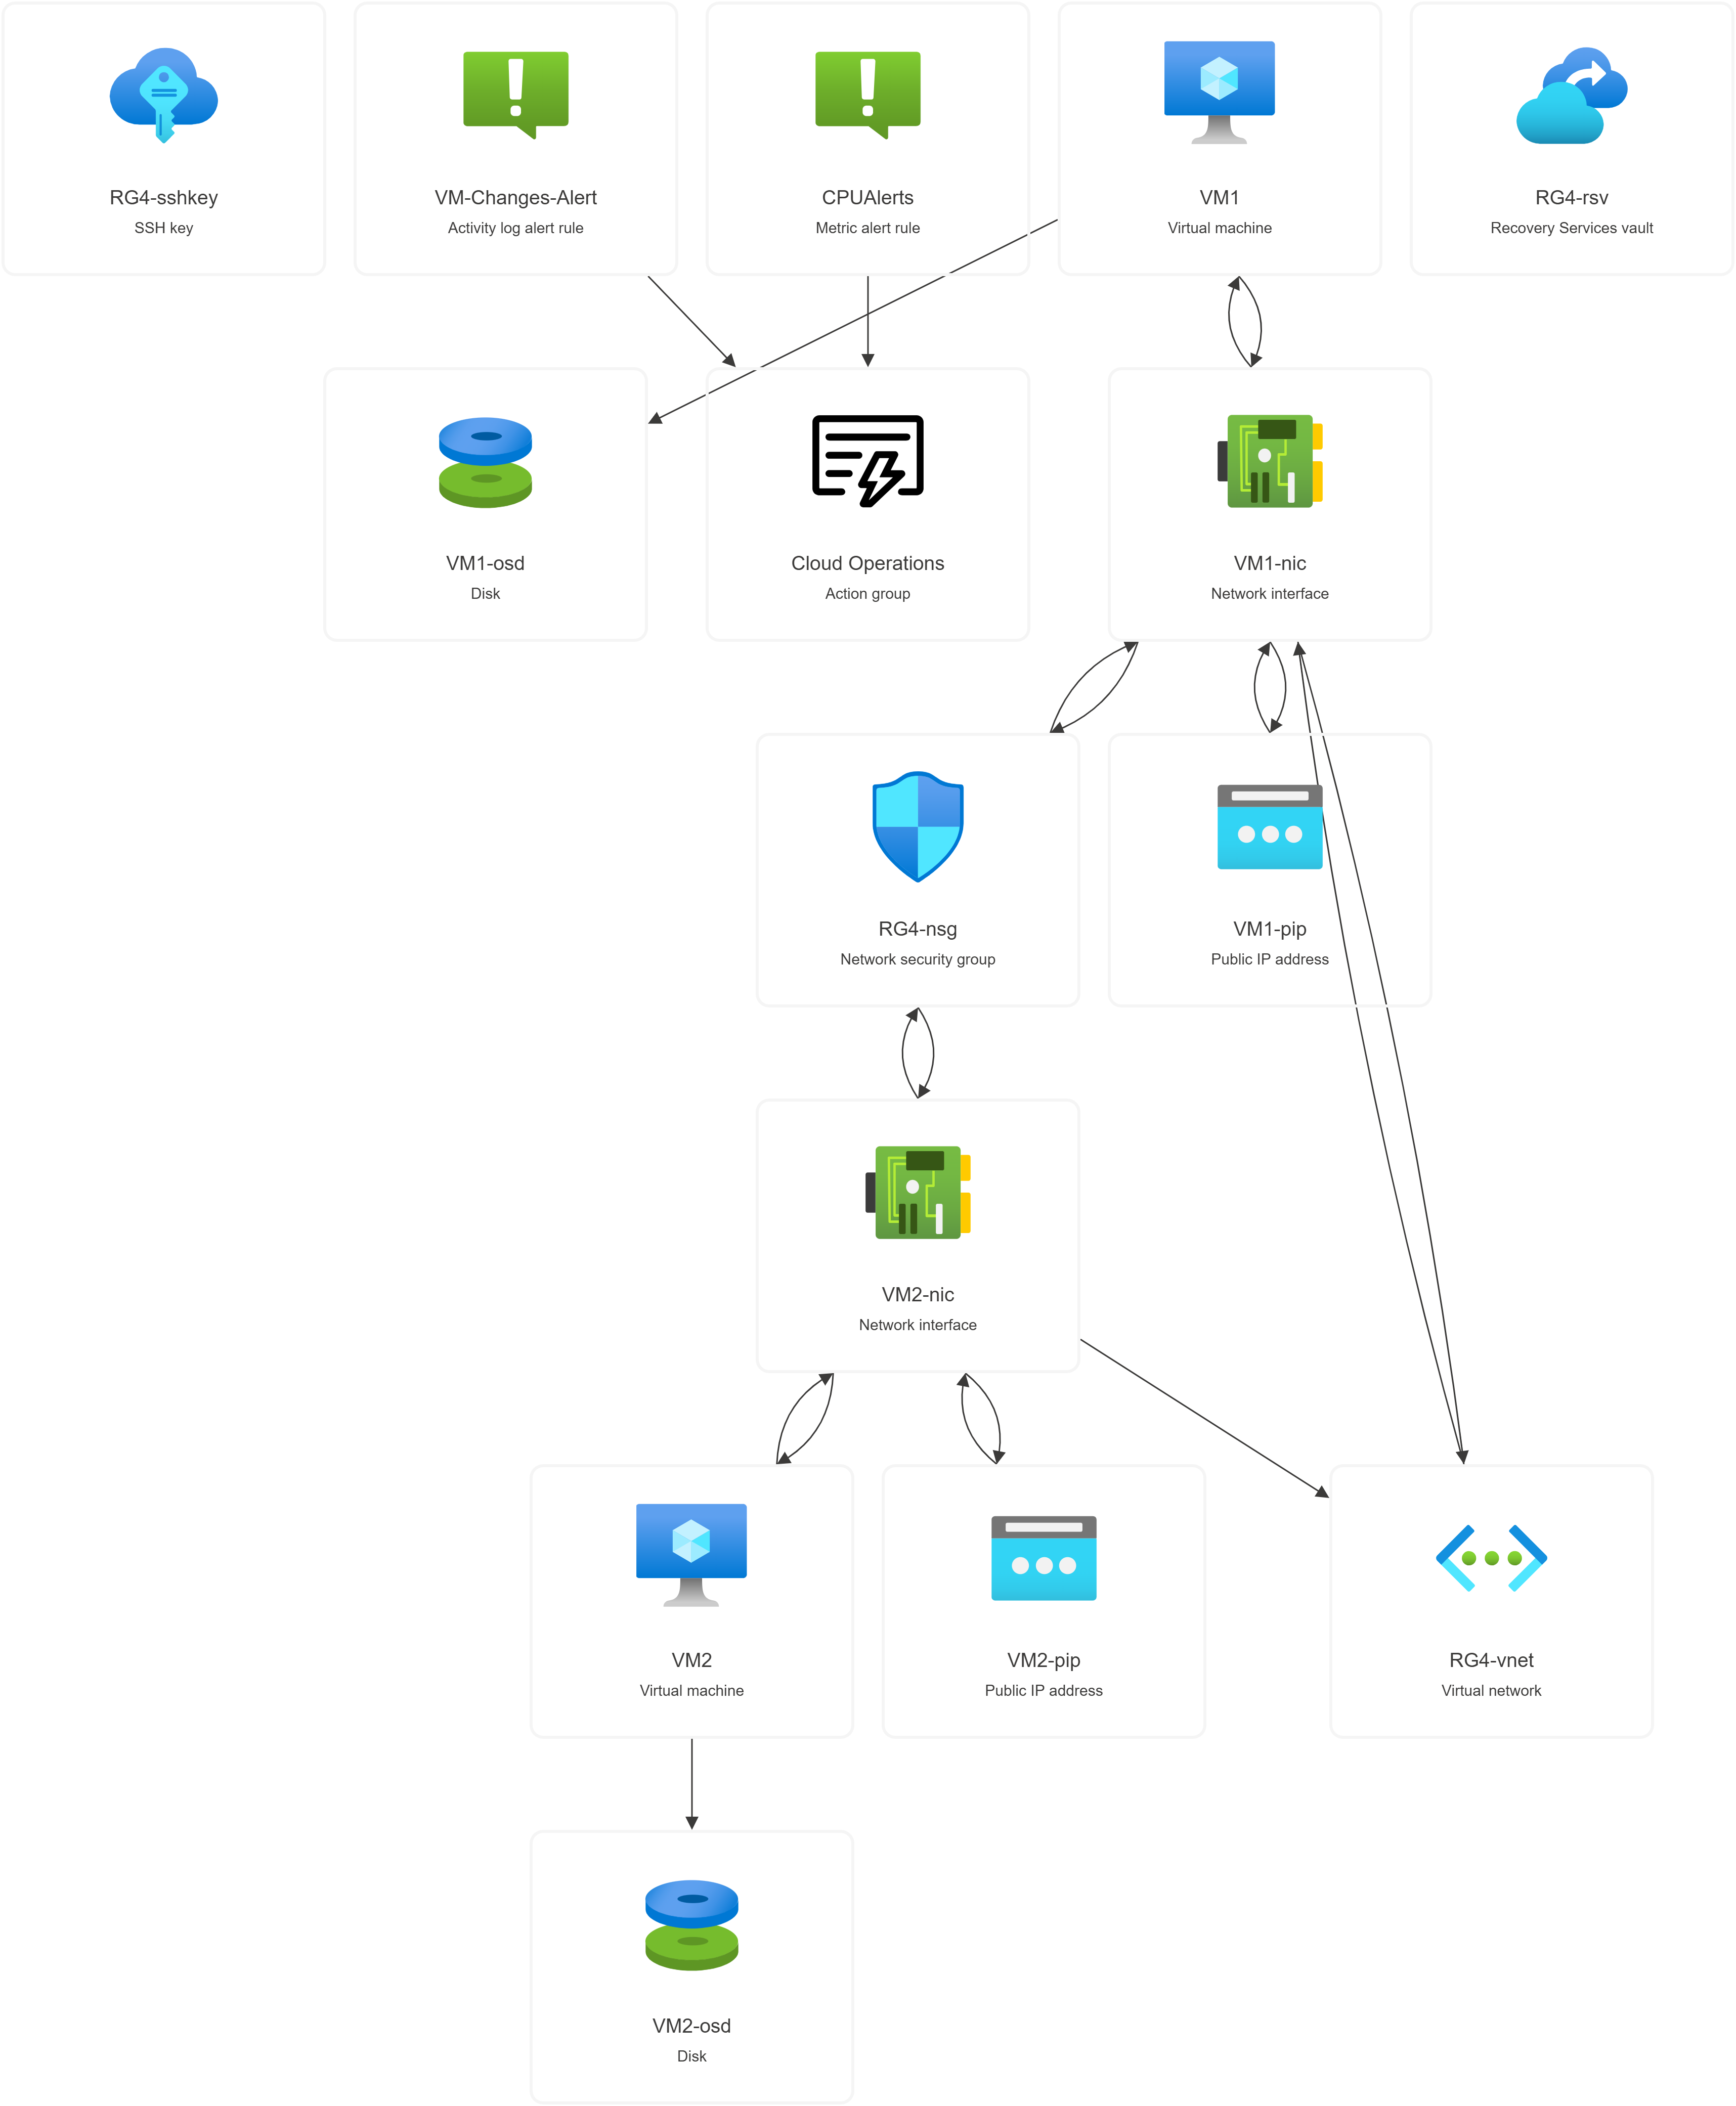 RG4-sshkey
SSH key
VM-Changes-Alert
Activity log alert rule
CPUAlerts
Metric alert rule
VM1
Virtual machine
RG4-rsv
Recovery Services vault
VM1-osd
Disk
Cloud Operations
Action group
VM1-nic
Network interface
RG4-nsg
Network security group
VM1-pip
Public IP address
VM2-nic
Network interface
VM2
Virtual machine
VM2-pip
Public IP address
RG4-vnet
Virtual network
VM2-osd
Disk